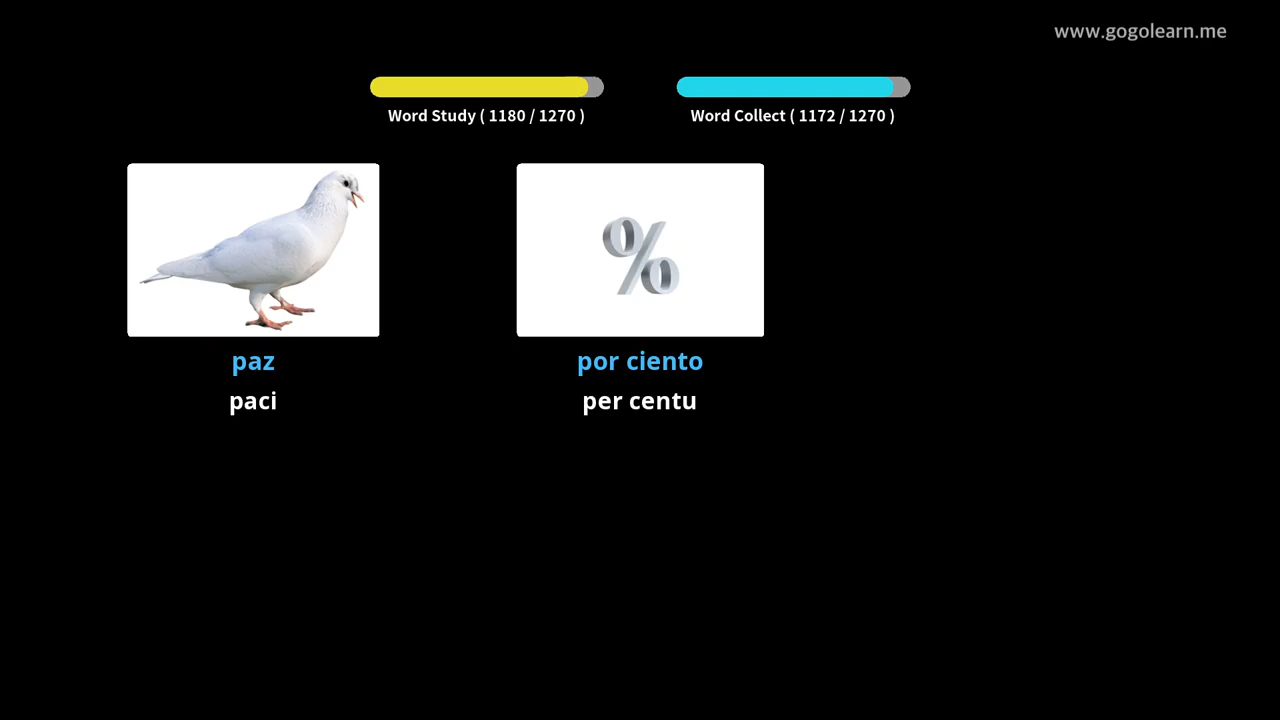 www.gogolearn.me
Word Study ( 1180 / 1270 )
Word Collect ( 1172 / 1270 )
%
paz
paci
por ciento
per centu